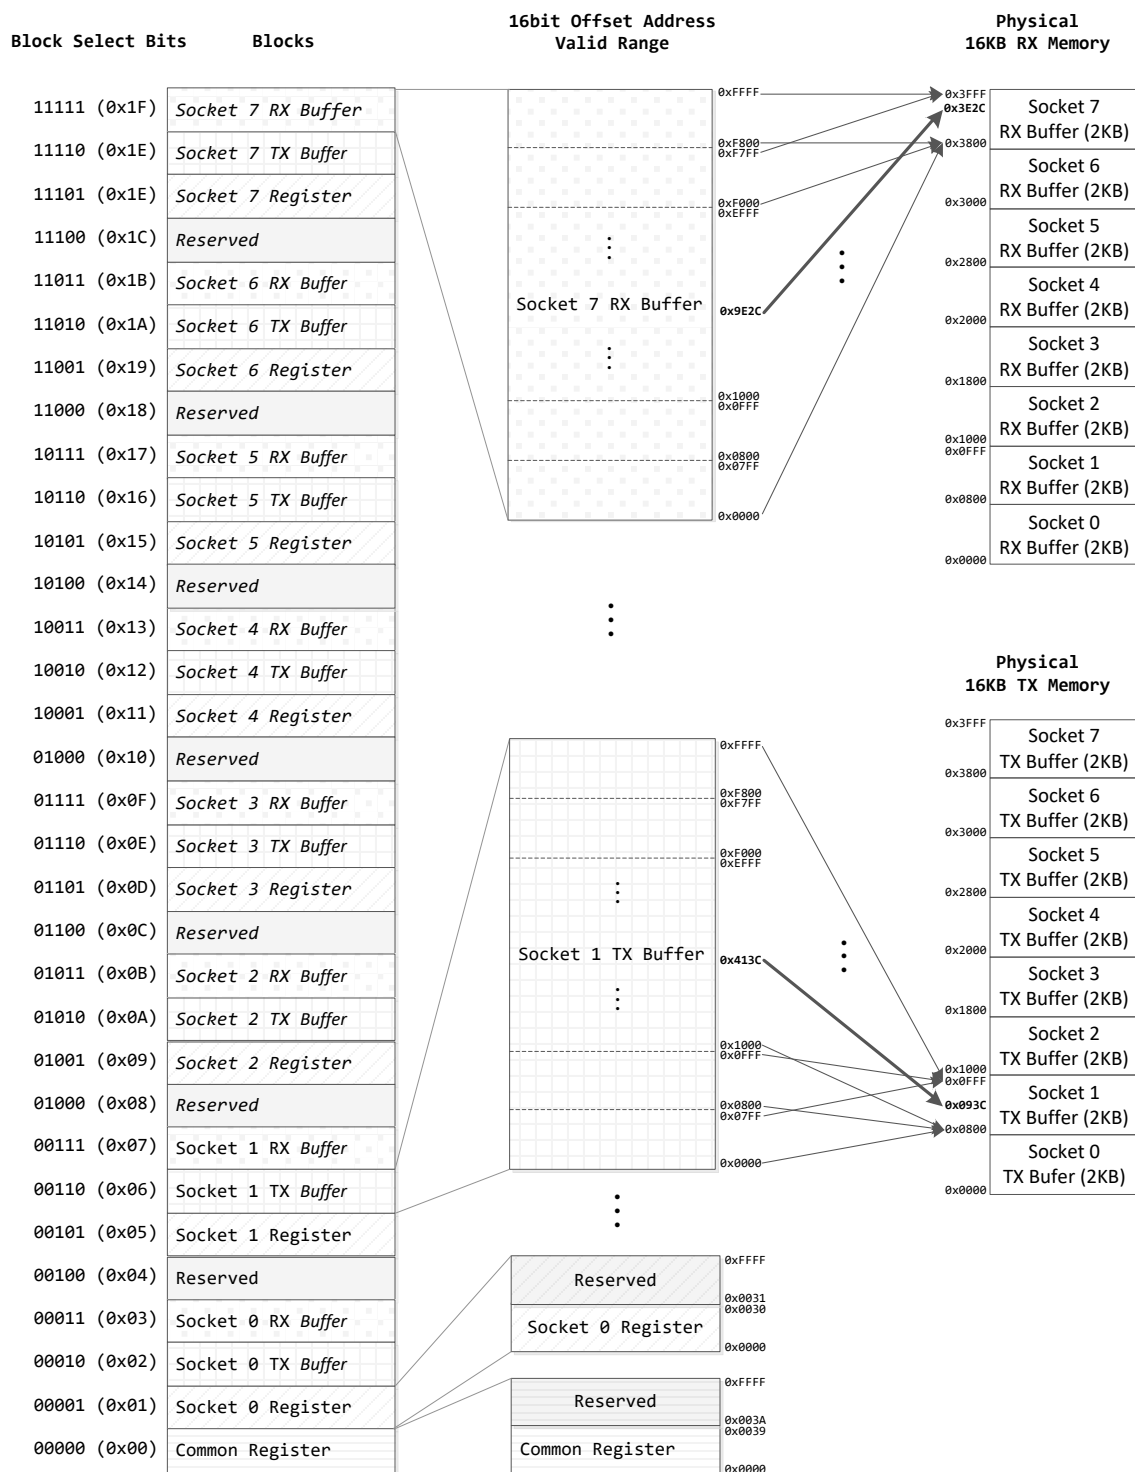 Block Select Bits
Blocks
16bit Offset Address
Valid Range
Physical
16KB RX Memory
11111 (0x1F) Socket 7 RX Buffer
11110 (0x1E) Socket 7 TX Buffer
11101 (0x1E) Socket 7 Register
11100 (0x1C) Reserved
11011 (0x1B) Socket 6 RX Buffer
11010 (0x1A) Socket 6 TX Buffer
11001 (0x19) Socket 6 Register
11000 (0x18) Reserved
10111 (0x17) Socket 5 RX Buffer
10110 (0x16) Socket 5 TX Buffer
10101 (0x15) Socket 5 Register
10100 (0x14) Reserved
10011 (0x13) Socket 4 RX Buffer
10010 (0x12) Socket 4 TX Buffer
10001 (0x11) Socket 4 Register
01000 (0x10) Reserved
01111 (0x0F) Socket 3 RX Buffer
01110 (0x0E) Socket 3 TX Buffer
01101 (0x0D) Socket 3 Register
01100 (0x0C) Reserved
01011 (0x0B) Socket 2 RX Buffer
01010 (0x0A) Socket 2 TX Buffer
01001 (0x09) Socket 2 Register
01000 (0x08) Reserved
00111 (0x07) Socket 1 RX Buffer
00110 (0x06) Socket 1 TX Buffer
00101 (0x05) Socket 1 Register
00100 (0x04) Reserved
00011 (0x03) Socket 0 RX Buffer
00010 (0x02) Socket 0 TX Buffer
00001 (0x01) Socket 0 Register
00000 (0x00) Common Register
0xFFFF
0xF800
0xF7FF
0xF000
0xEFFF
Socket 7 RX Buffer
0x9E2C
0x1000
0x0FFF
0x0800
0x07FF
0x0000
0x3FFF
0x3E2C
Socket 7
RX Buffer (2KB)
0x3800
Socket 6
RX Buffer (2KB)
0x3000
Socket 5
RX Buffer (2KB)
0x2800
Socket 4
RX Buffer (2KB)
0x2000
Socket 3
RX Buffer (2KB)
0x1800
Socket 2
RX Buffer (2KB)
0x1000
0x0FFF
Socket 1
RX Buffer (2KB)
0x0800
Socket 0
RX Buffer (2KB)
0x0000
Physical
16KB TX Memory
0xFFFF
0xF800
0xF7FF
0xF000
0xEFFF
Socket 1 TX Buffer
0x413C
0x1000
0x0FFF
0x0800
0x07FF
0x0000
0x3FFF
Socket 7
TX Buffer (2KB)
0x3800
Socket 6
TX Buffer (2KB)
0x3000
Socket 5
TX Buffer (2KB)
0x2800
Socket 4
TX Buffer (2KB)
0x2000
Socket 3
TX Buffer (2KB)
0x1800
Socket 2
TX Buffer (2KB)
0x1000
0x0FFF
Socket 1
0x093C
TX Buffer (2KB)
0x0800
Socket 0
TX Bufer (2KB)
0x0000
0xFFFF
Reserved
0x0031
0x0030
Socket 0 Register
0x0000
0xFFFF
Reserved
0x003A
0x0039
Common Register
0x0000